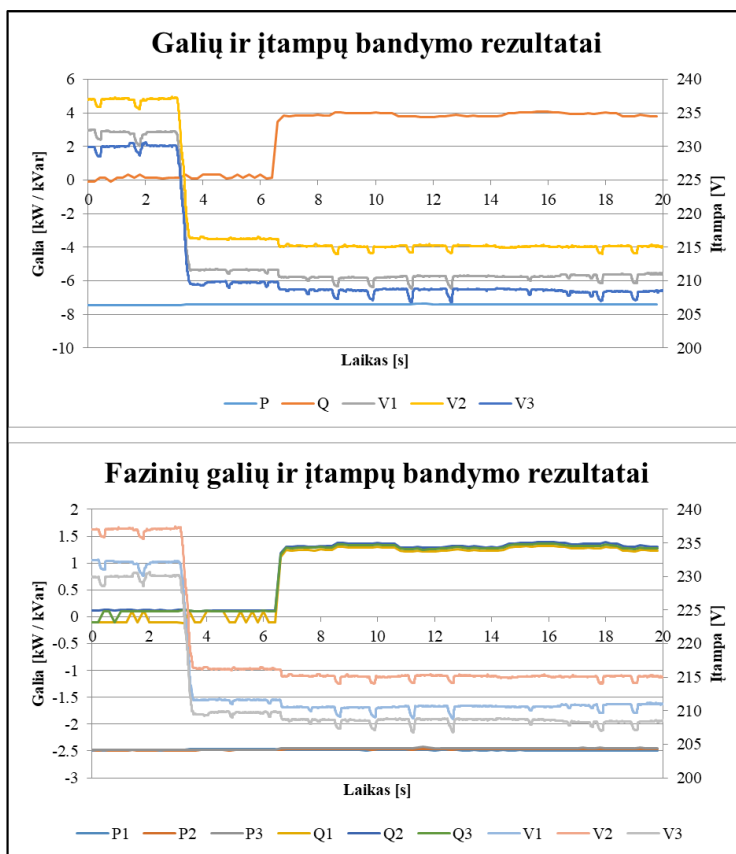 Galių ir įtampų bandymo rezultatai
6 240
4 235
2 230
0 225
0 2 4 6 8 10 12 14 16 18 20
-2 220
-4 215
-6 210
-8 205
-10 200
Galia [kW / kVar]
Įtampa [V]
Laikas [s]
P Q V1 V2 V3
Fazinių galių ir įtampų bandymo rezultatai
2 240
1.5 235
1 230
0.5 225
0
0 2 4 6 8 10 12 14 16 18 20
-0.5 220
-1 215
-1.5 210
-2 205
-2.5 200
-3
Galia [kW / kVar]
Įtampa [V]
Laikas [s]
P1 P2 P3 Q1 Q2 Q3 V1 V2 V3